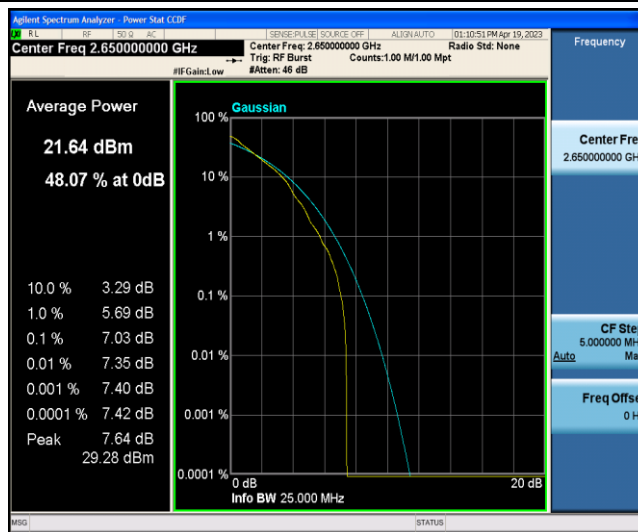 Agilent Spectrum Analyzer - Power Stat CCDF
RL RF 50 Ω AC SENSE:PULSE SOURCE OFF ALIGN AUTO 01:10:51 PM Apr 19, 2023
Center Freq 2.650000000 GHz
Center Freq: 2.650000000 GHz Radio Std: None
Trig: RF Burst Counts:1.00 M/1.00 Mpt
#IFGain:Low #Atten: 46 dB
Frequency
Average Power
21.64 dBm
48.07 % at 0dB
10.0 % 3.29 dB
1.0 % 5.69 dB
0.1 % 7.03 dB
0.01 % 7.35 dB
0.001 % 7.40 dB
0.0001 % 7.42 dB
Peak 7.64 dB
29.28 dBm
Gaussian
100 %
10 %
1 %
0.1 %
0.01 %
0.001 %
0.0001 %
0 dB 20 dB
Info BW 25.000 MHz
Center Fre
2.650000000 GH
CF Ste
5.000000 MH
Auto Ma
Freq Offse
0 H
MSG STATUS